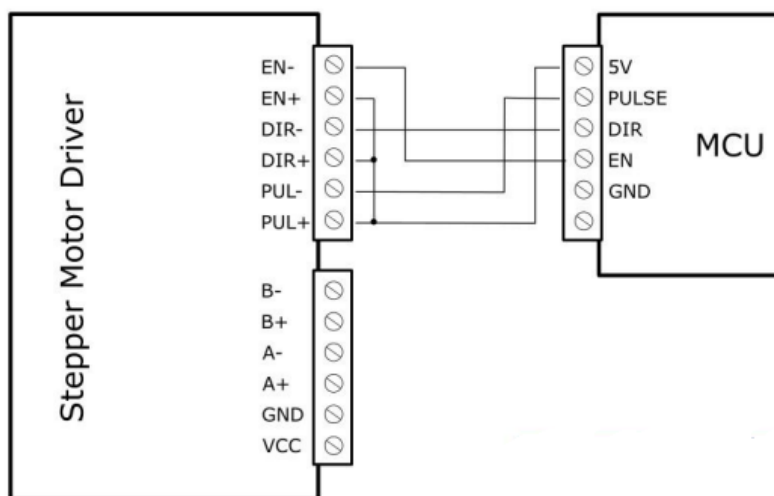 Stepper Motor Driver
EN-
EN+
DIR-
DIR+
PUL-
PUL+
B-
B+
A-
A+
GND
VCC
5V
PULSE
DIR
EN
GND
MCU